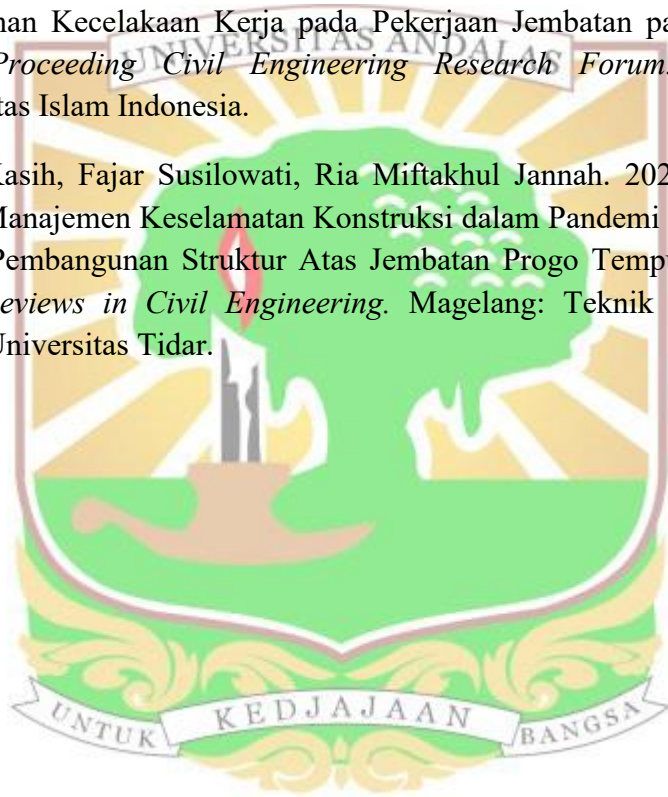 nan Kecelakaan Kerja pada Pekerjaan Jembatan pa
UNIVERSITAS ANDALAS
Proceeding Civil Engineering Research Forum.
tas Islam Indonesia.
Kasih, Fajar Susilowati, Ria Miftakhul Jannah. 202
Manajemen Keselamatan Konstruksi dalam Pandemi
Pembangunan Struktur Atas Jembatan Progo Temp
eviews in Civil Engineering. Magelang: Teknik
Universitas Tidar.
UNTUK KEDJAJAAN BANGSA